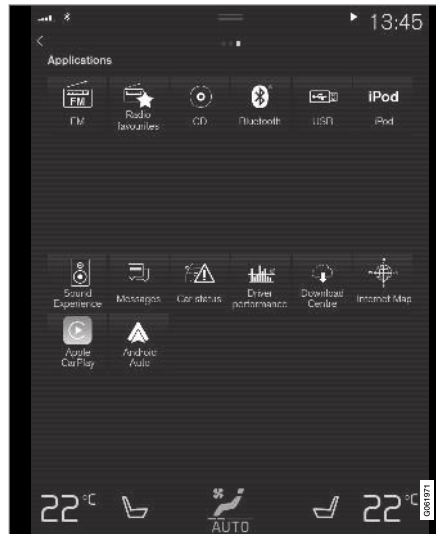 13:45
Applications
FM
iPod
FM
Radio
favourites
CD
Bluetooth
USB
iPod
Sound
Experience
Messages
Car status
Driver
performance
Download
Centre
Internet Map
Apple
CarPlay
Android
Auto
22°C
AUTO
22°C
G061971